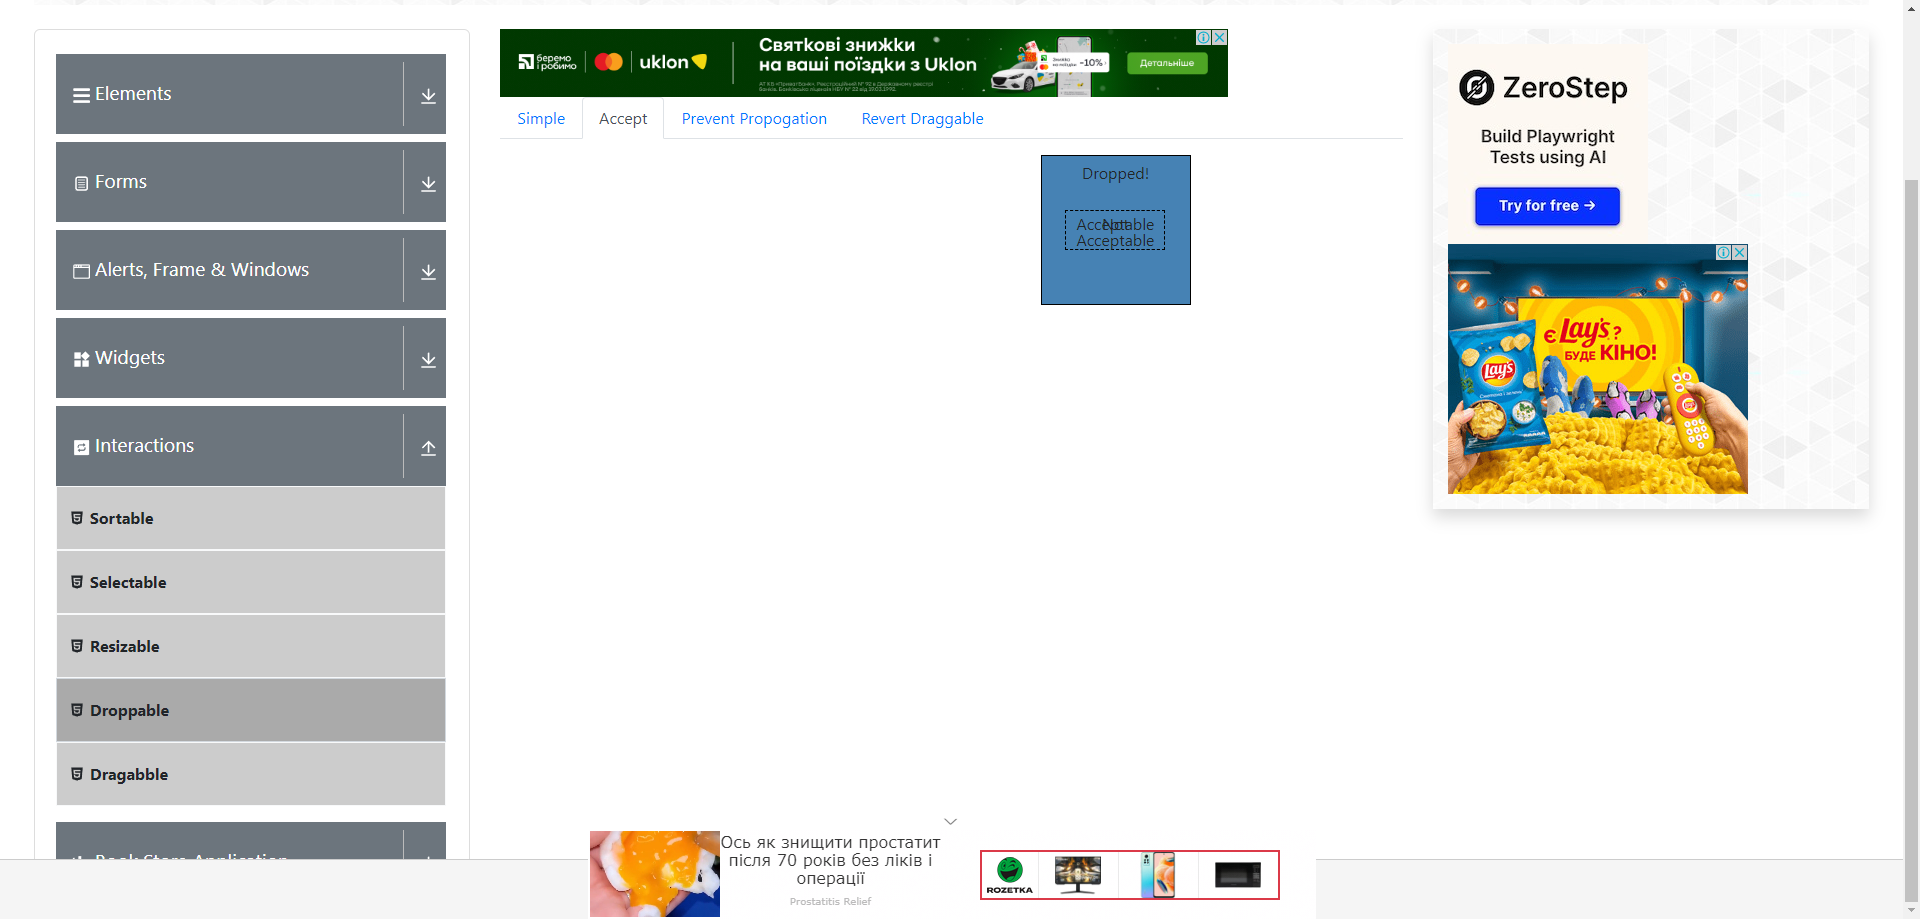 Elements
Forms
Alerts, Frame & Windows
Widgets
Interactions
Sortable
Selectable
Resizable
Droppable
Dragabble
беремо
і робимо
uklon
Святкові знижки
на ваші поїздки з Uklon
-10%
Детальніше
Simple
Accept
Prevent Propogation
Revert Draggable
Dropped!
Acceptable
Not
Acceptable
ZeroStep
Build Playwright
Tests using AI
Try for free →
Є Lay's?
БУДЕ КІНО!
Lay's
Ось як знищити простатит
після 70 років без ліків і
операції
Prostatitis Relief
ROZETKA